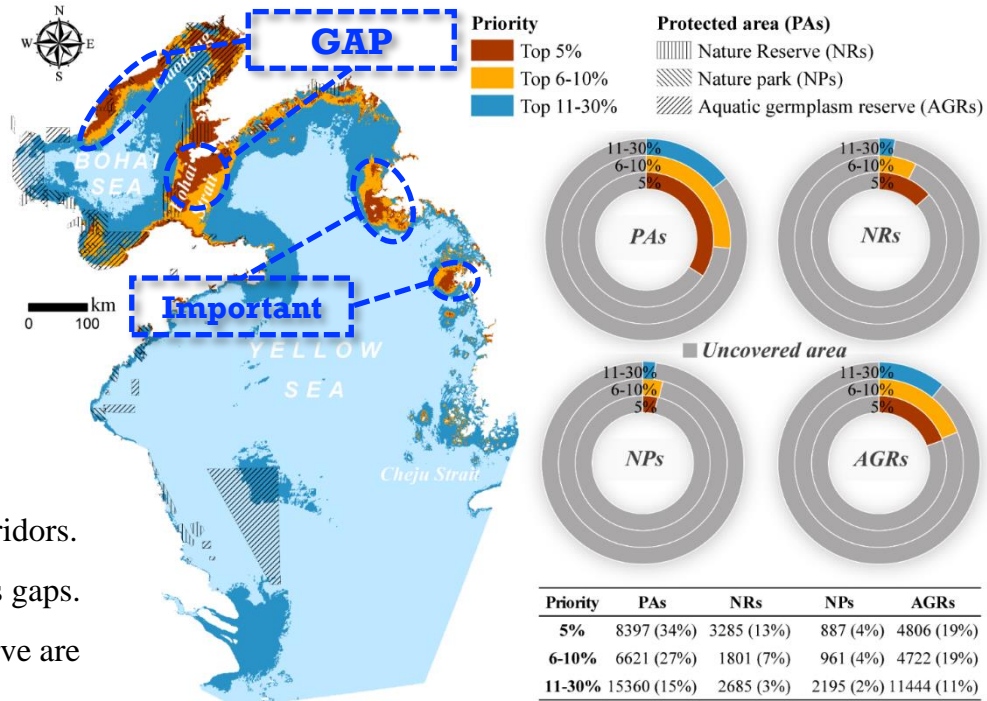 N
W E
S
GAP
Liaodong
Bay
BOHAI
SEA
Bohai
Strait
km
0 100
Important
YELLOW
SEA
Cheju Strait
ridors.
s gaps.
ve are
Priority
Top 5%
Top 6-10%
Top 11-30%
Protected area (PAs)
Nature Reserve (NRs)
Nature park (NPs)
Aquatic germplasm reserve (AGRs)
11-30%
6-10%
5%
PAs
11-30%
6-10%
5%
NRs
Uncovered area
11-30%
6-10%
5%
NPs
11-30%
6-10%
5%
AGRs
Priority PAs NRs NPs AGRs
5% 8397 (34%) 3285 (13%) 887 (4%) 4806 (19%)
6-10% 6621 (27%) 1801 (7%) 961 (4%) 4722 (19%)
11-30% 15360 (15%) 2685 (3%) 2195 (2%) 11444 (11%)